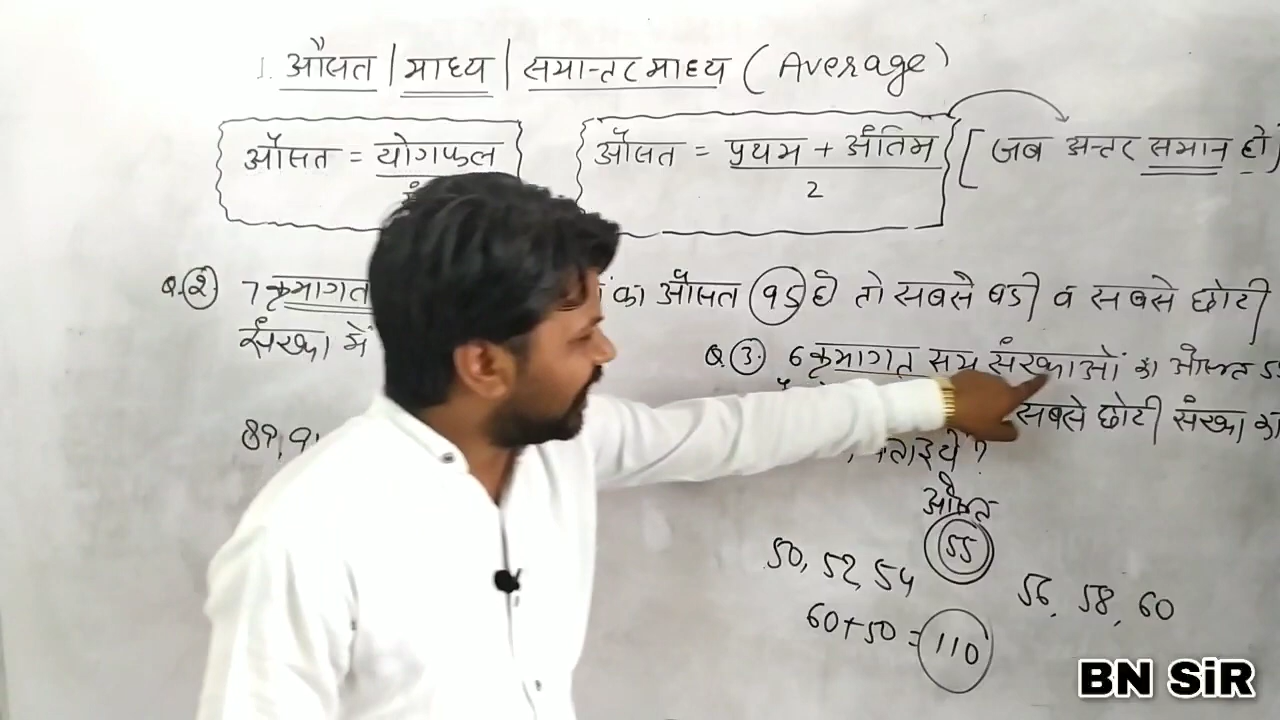 1. औसत | माध्य | समान्तर माध्य ( Average )
औसत = योगफल
औसत = प्रथम + अंतिम / 2 [ जब अन्तर समान हो ]
Q.② 7 क्रमागत का औसत 95 है तो सबसे बडी व सबसे छोटी
संख्या में
Q.③ 6 क्रमागत सम संख्याओं का औसत 55
सबसे छोटी संख्या का
बताइये ?
औसत
55
89, 9
50, 52, 54
56, 58, 60
60+50 = 110
BN SiR